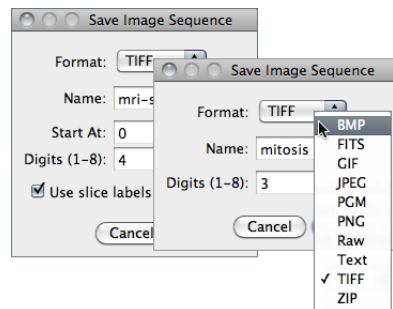 Save Image Sequence
Format: TIFF
Name: mri-s
Start At: 0
Digits (1-8): 4
Use slice labels
Cancel
Save Image Sequence
Format: TIFF
Name: mitosis
Digits (1-8): 3
Cancel
BMP
FITS
GIF
JPEG
PGM
PNG
Raw
Text
✓ TIFF
ZIP